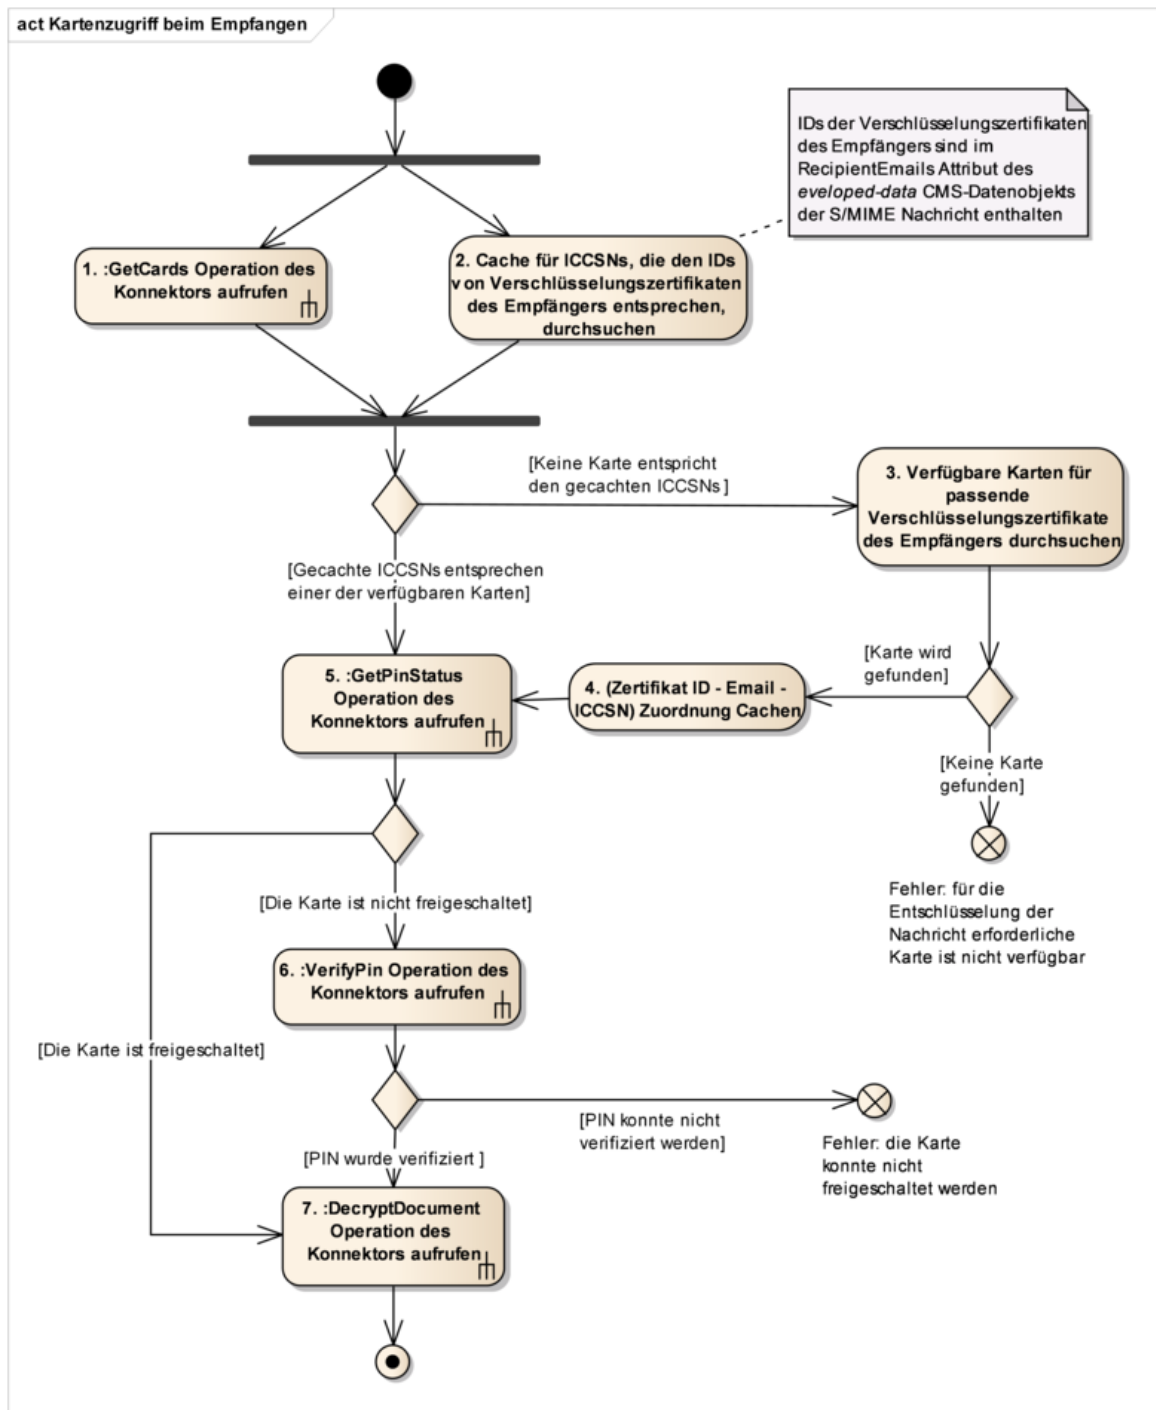 act Kartenzugriff beim Empfangen
IDs der Verschlüsselungszertifikaten
des Empfängers sind im
RecipientEmails Attribut des
eveloped-data CMS-Datenobjekts
der S/MIME Nachricht enthalten
1. :GetCards Operation des
Konnektors aufrufen
2. Cache für ICCSNs, die den IDs
von Verschlüsselungszertifikaten
des Empfängers entsprechen,
durchsuchen
[Keine Karte entspricht
den gecachten ICCSNs]
3. Verfügbare Karten für
passende
Verschlüsselungszertifikate
des Empfängers durchsuchen
[Gecachte ICCSNs entsprechen
einer der verfügbaren Karten]
[Karte wird
gefunden]
5. :GetPinStatus
Operation des
Konnektors aufrufen
4. (Zertifikat ID - Email -
ICCSN) Zuordnung Cachen
[Keine Karte
gefunden]
Fehler: für die
Entschlüsselung der
Nachricht erforderliche
Karte ist nicht verfügbar
[Die Karte ist nicht freigeschaltet]
6. :VerifyPin Operation des
Konnektors aufrufen
[Die Karte ist freigeschaltet]
[PIN konnte nicht
verifiziert werden]
Fehler: die Karte
konnte nicht
freigeschaltet werden
[PIN wurde verifiziert ]
7. :DecryptDocument
Operation des
Konnektors aufrufen